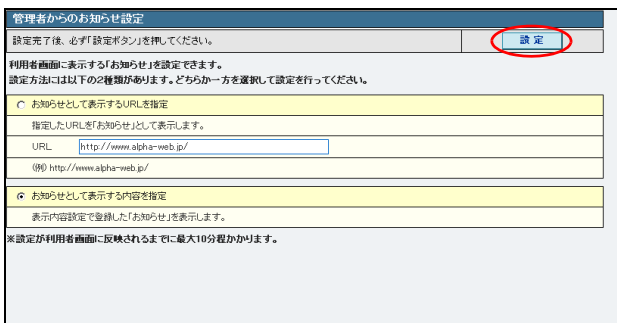 管理者からのお知らせ設定
設定完了後、必ず「設定ボタン」を押してください。
設定
利用者画面に表示する「お知らせ」を設定できます。
設定方法には以下の2種類があります。どちらか一方を選択して設定を行ってください。
お知らせとして表示するURLを指定
指定したURLを「お知らせ」として表示します。
URL http://www.alpha-web.jp/
(例) http://www.alpha-web.jp/
お知らせとして表示する内容を指定
表示内容設定で登録した「お知らせ」を表示します。
※設定が利用者画面に反映されるまでに最大10分程かかります。